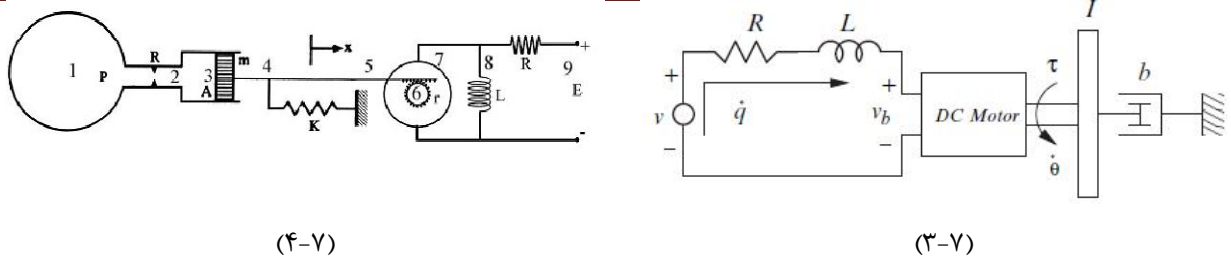 1 P R 2 3 A m 4 K x 5 6 r 7 8 L R 9 + E -
(۴-۷)
R L I
+ v - q̇ + v_b - DC Motor τ θ̇ b
(۳-۷)